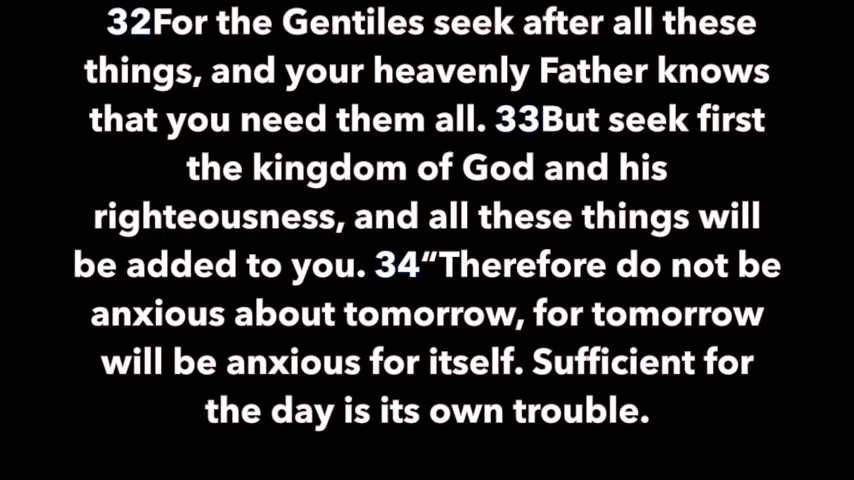 32For the Gentiles seek after all these
things, and your heavenly Father knows
that you need them all. 33But seek first
the kingdom of God and his
righteousness, and all these things will
be added to you. 34“Therefore do not be
anxious about tomorrow, for tomorrow
will be anxious for itself. Sufficient for
the day is its own trouble.